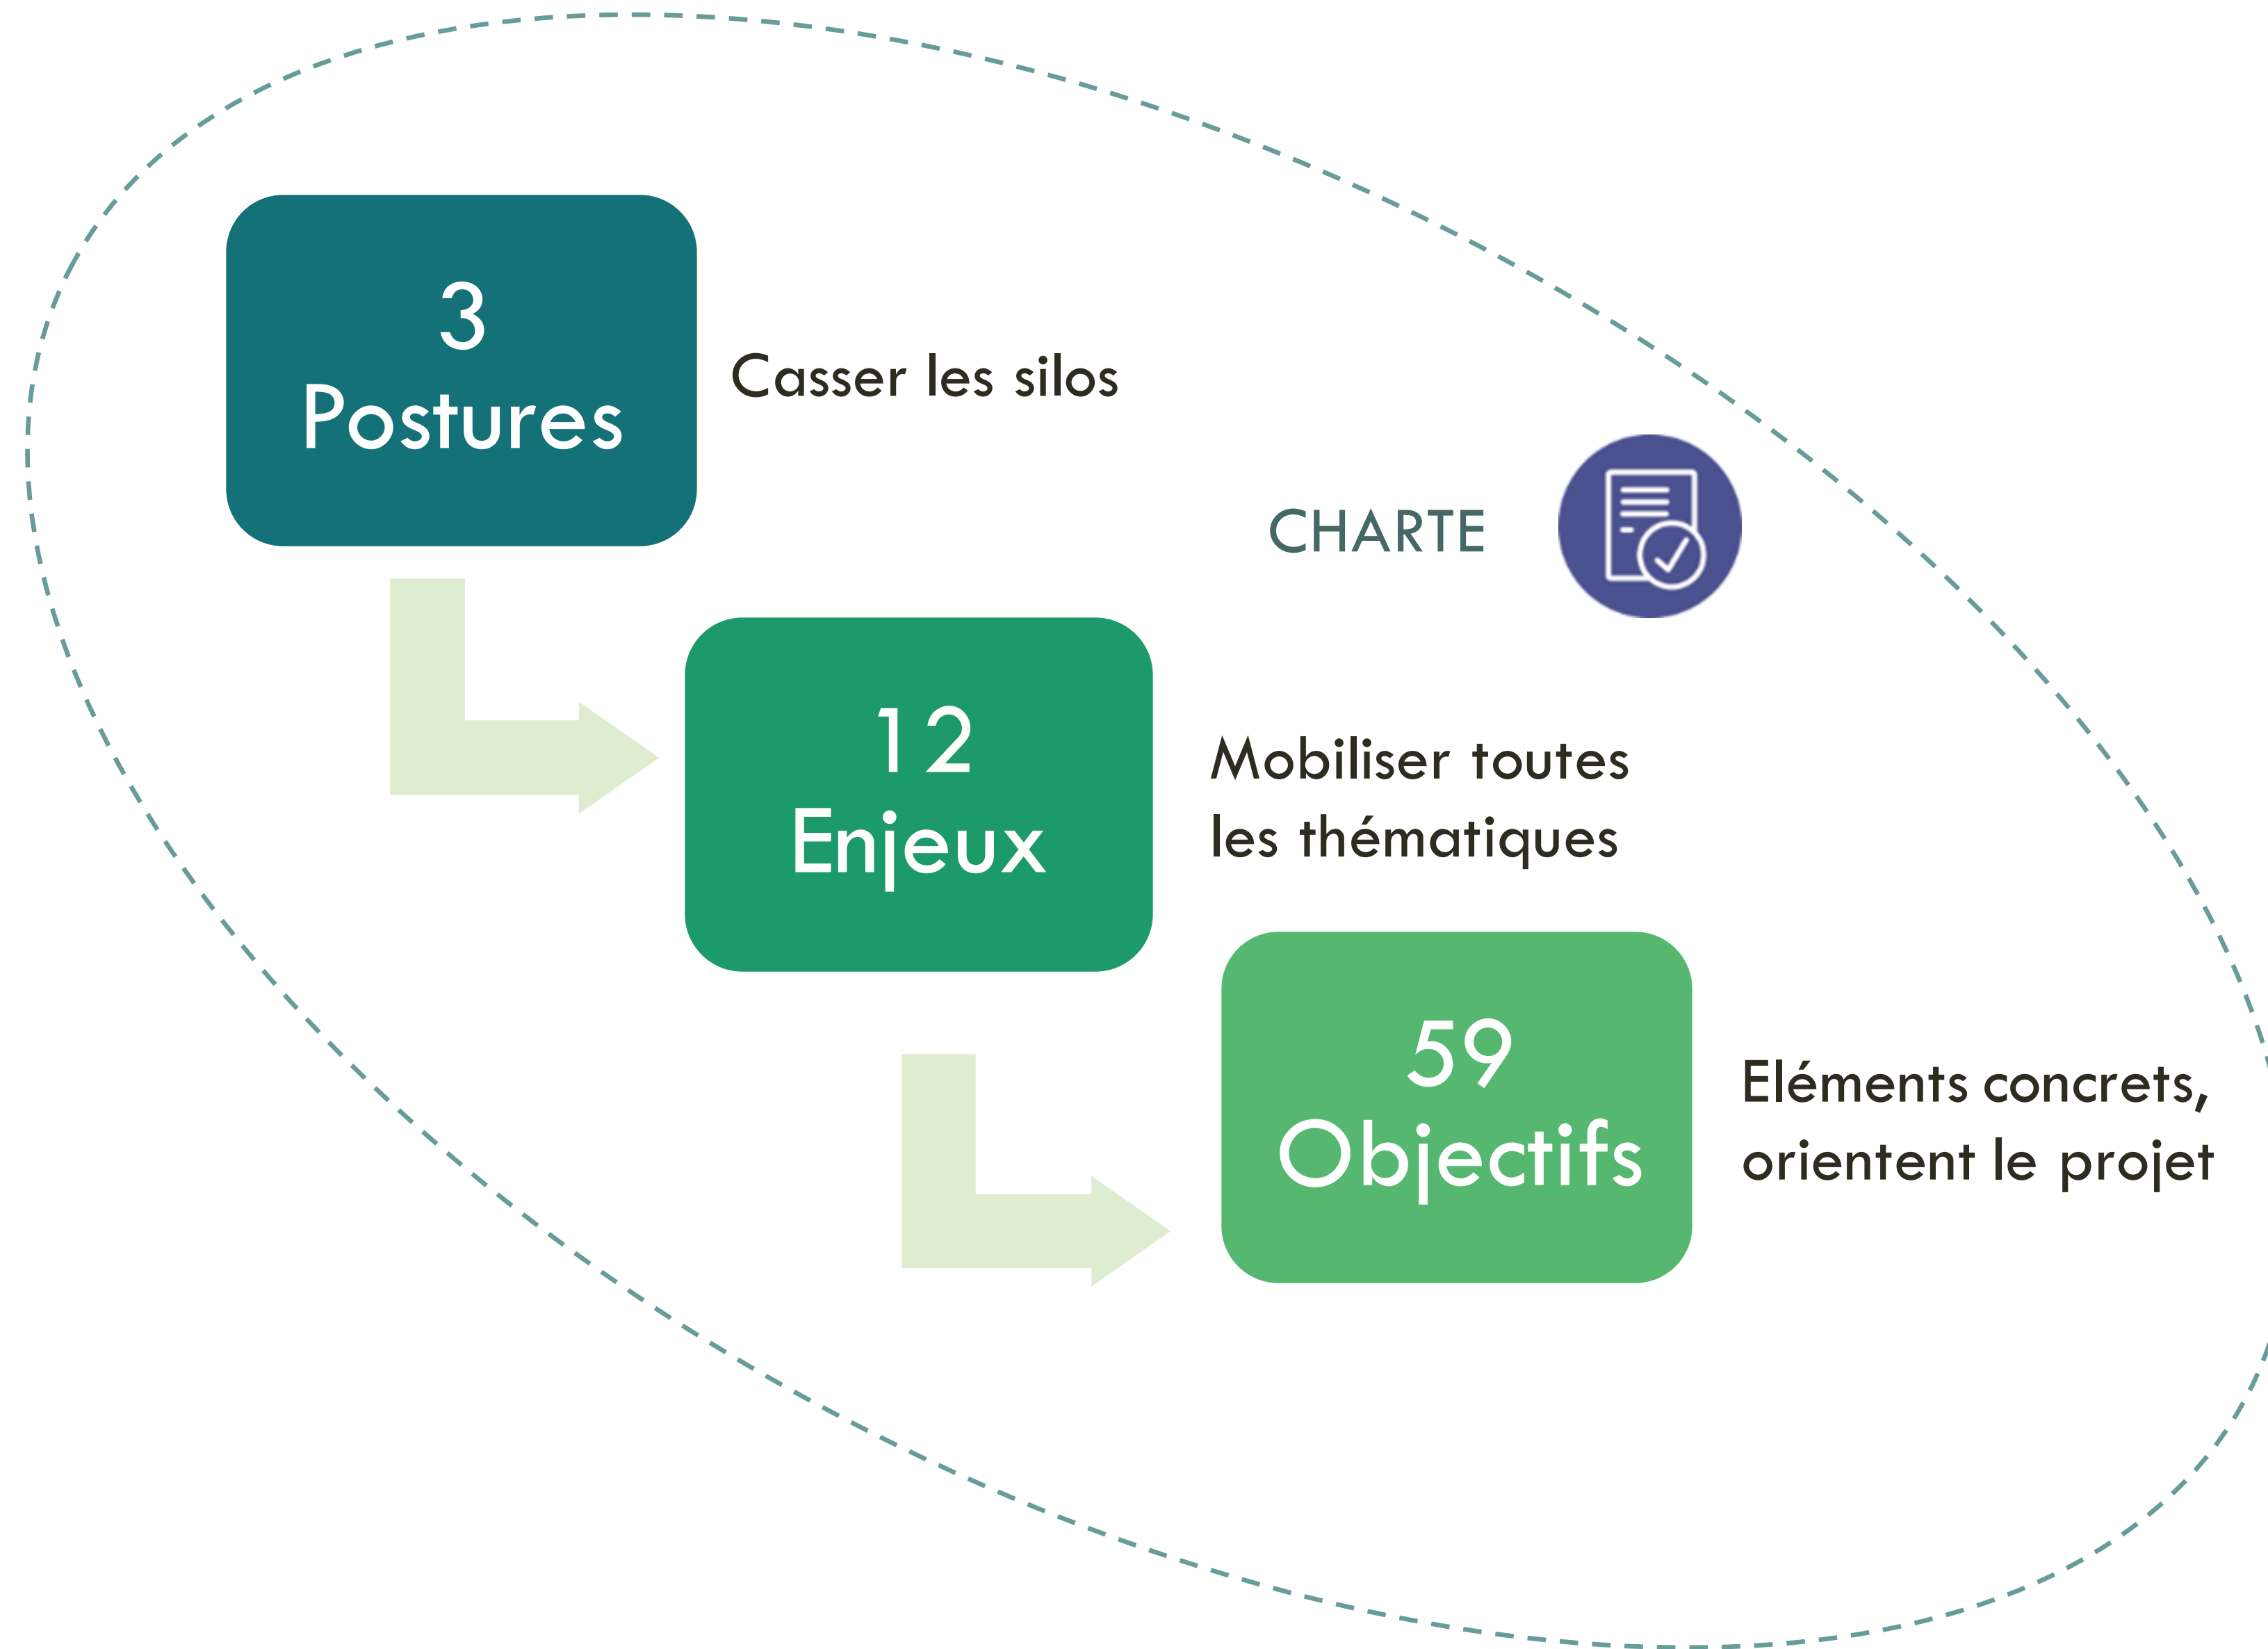 3
Postures
Casser les silos
CHARTE
12
Enjeux
Mobiliser toutes
les thématiques
59
Objectifs
Eléments concrets,
orientent le projet